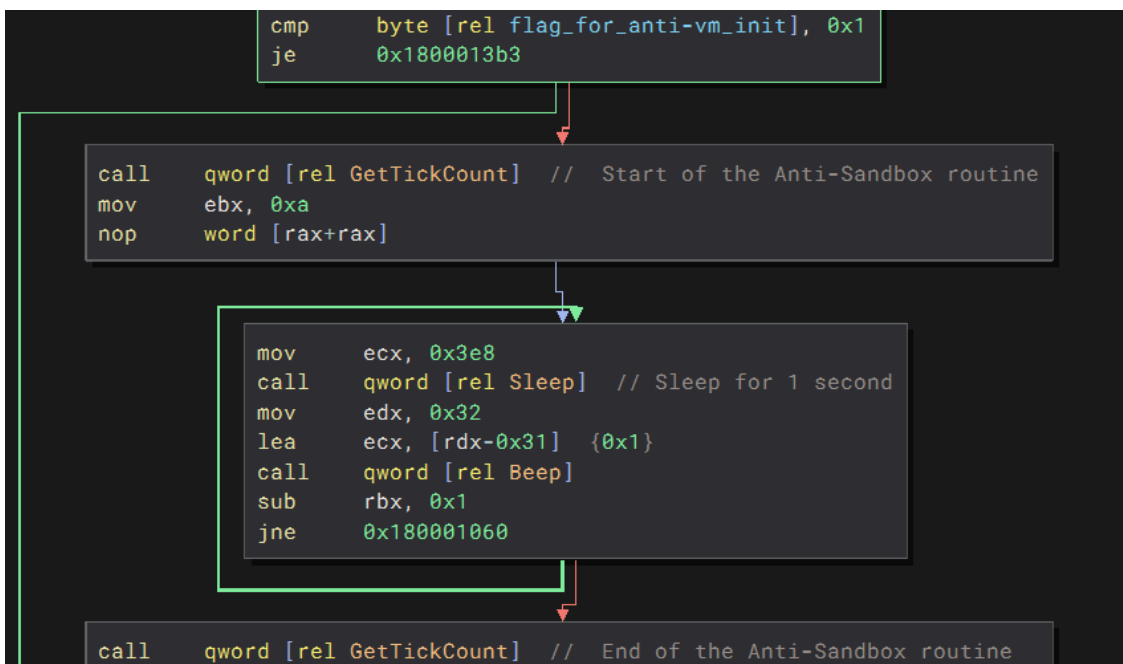 cmp byte [rel flag_for_anti-vm_init], 0x1
je 0x1800013b3
call qword [rel GetTickCount] // Start of the Anti-Sandbox routine
mov ebx, 0xa
nop word [rax+rax]
mov ecx, 0x3e8
call qword [rel Sleep] // Sleep for 1 second
mov edx, 0x32
lea ecx, [rdx-0x31] {0x1}
call qword [rel Beep]
sub rbx, 0x1
jne 0x180001060
call qword [rel GetTickCount] // End of the Anti-Sandbox routine